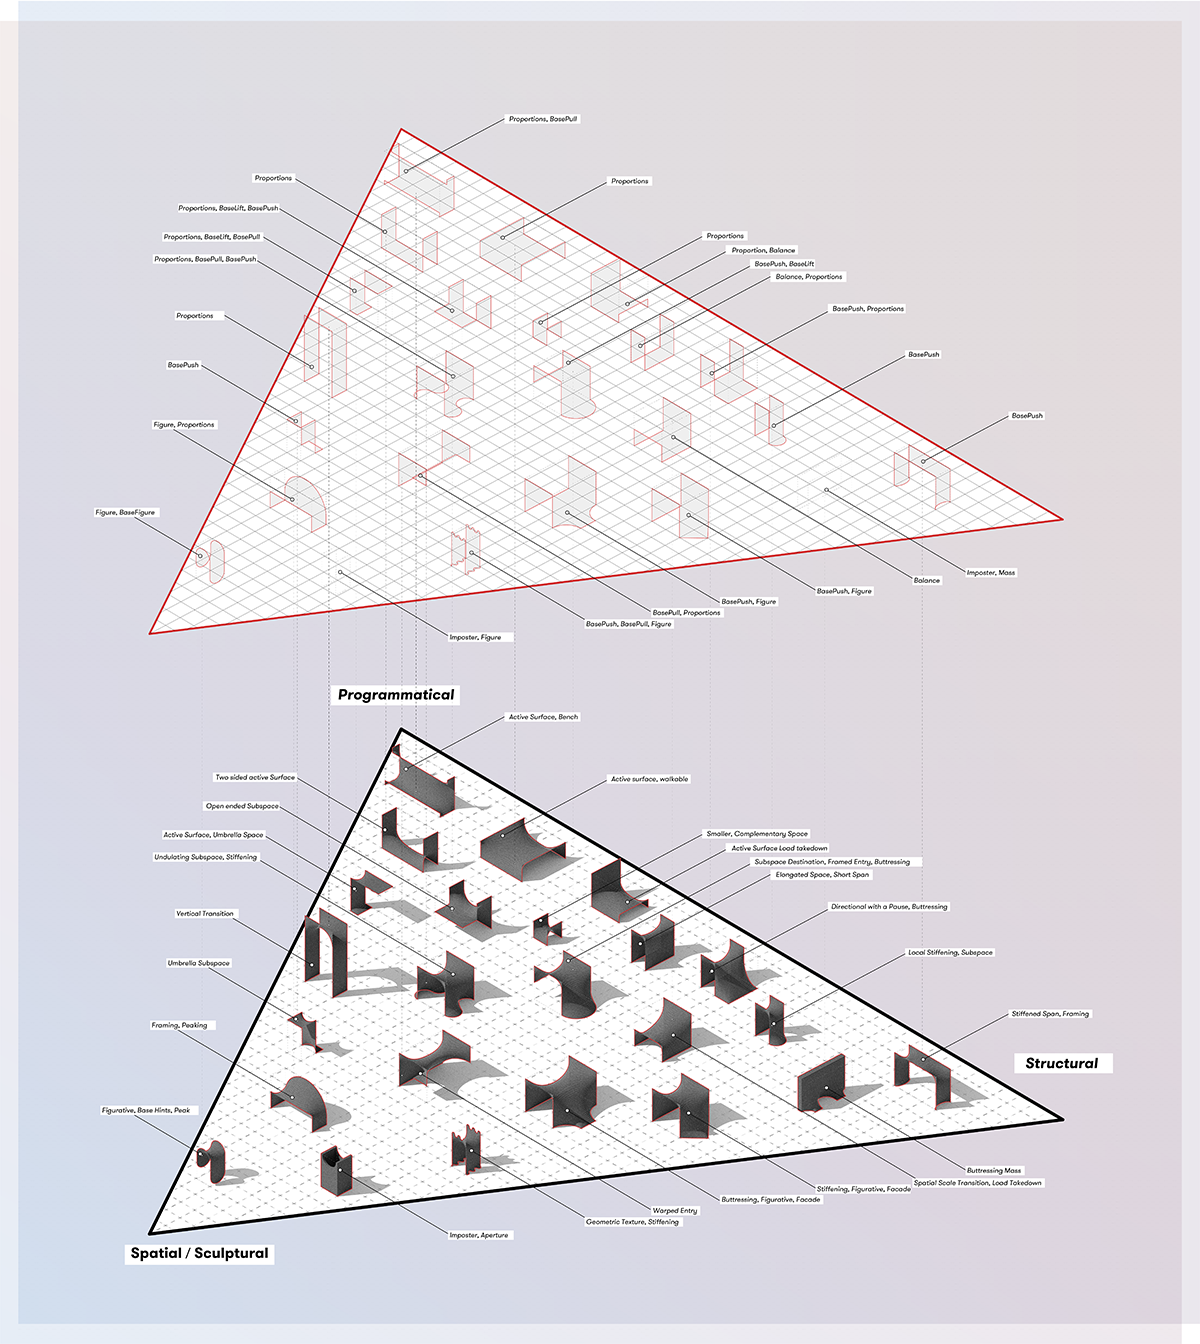 Proportions, BasePull
Proportions
Proportions
Proportions, BaseLift, BasePush
Proportions, BaseLift, BasePull
Proportions
Proportion, Balance
Proportions, BasePull, BasePush
BasePush, BaseLift
Balance, Proportions
Proportions
BasePush, Proportions
BasePush
BasePush
Figure, Proportions
BasePush
Figure, BaseFigure
Imposter, Mass
Balance
BasePush, Figure
BasePush, Figure
BasePull, Proportions
BasePush, BasePull, Figure
Imposter, Figure
Programmatical
Active Surface, Bench
Two sided active Surface
Active surface, walkable
Open ended Subspace
Active Surface, Umbrella Space
Smaller, Complementary Space
Active Surface Load takedown
Undulating Subspace, Stiffening
Subspace Destination, Framed Entry, Buttressing
Elongated Space, Short Span
Vertical Transition
Directional with a Pause, Buttressing
Umbrella Subspace
Local Stiffening, Subspace
Framing, Peaking
Stiffened Span, Framing
Structural
Figurative, Base Hints, Peak
Buttressing Mass
Spatial Scale Transition, Load Takedown
Stiffening, Figurative, Facade
Buttressing, Figurative, Facade
Warped Entry
Geometric Texture, Stiffening
Imposter, Aperture
Spatial / Sculptural